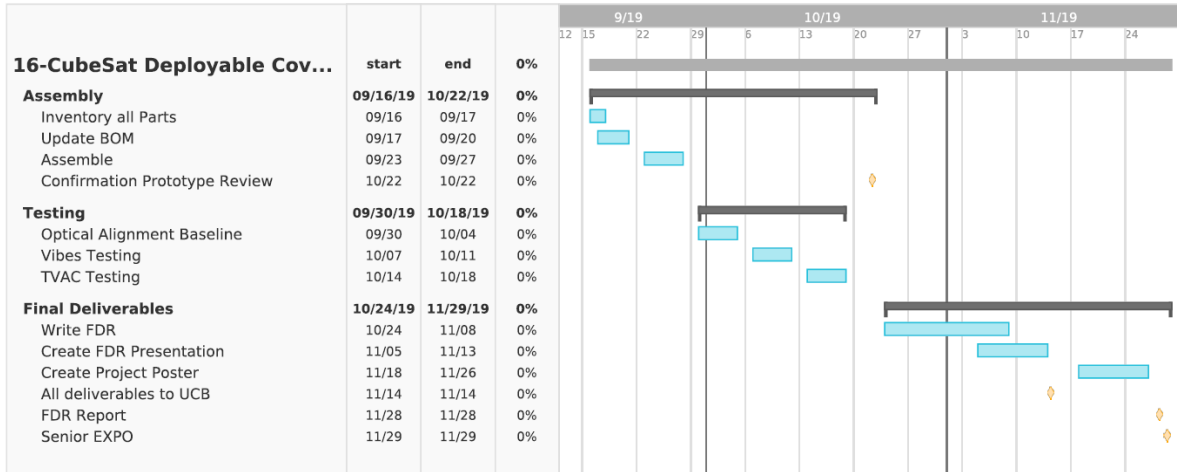 9/19 10/19 11/19
12 15 22 29 6 13 20 27 3 10 17 24
16-CubeSat Deployable Cov... start end 0%
Assembly 09/16/19 10/22/19 0%
Inventory all Parts 09/16 09/17 0%
Update BOM 09/17 09/20 0%
Assemble 09/23 09/27 0%
Confirmation Prototype Review 10/22 10/22 0%
Testing 09/30/19 10/18/19 0%
Optical Alignment Baseline 09/30 10/04 0%
Vibes Testing 10/07 10/11 0%
TVAC Testing 10/14 10/18 0%
Final Deliverables 10/24/19 11/29/19 0%
Write FDR 10/24 11/08 0%
Create FDR Presentation 11/05 11/13 0%
Create Project Poster 11/18 11/26 0%
All deliverables to UCB 11/14 11/14 0%
FDR Report 11/28 11/28 0%
Senior EXPO 11/29 11/29 0%